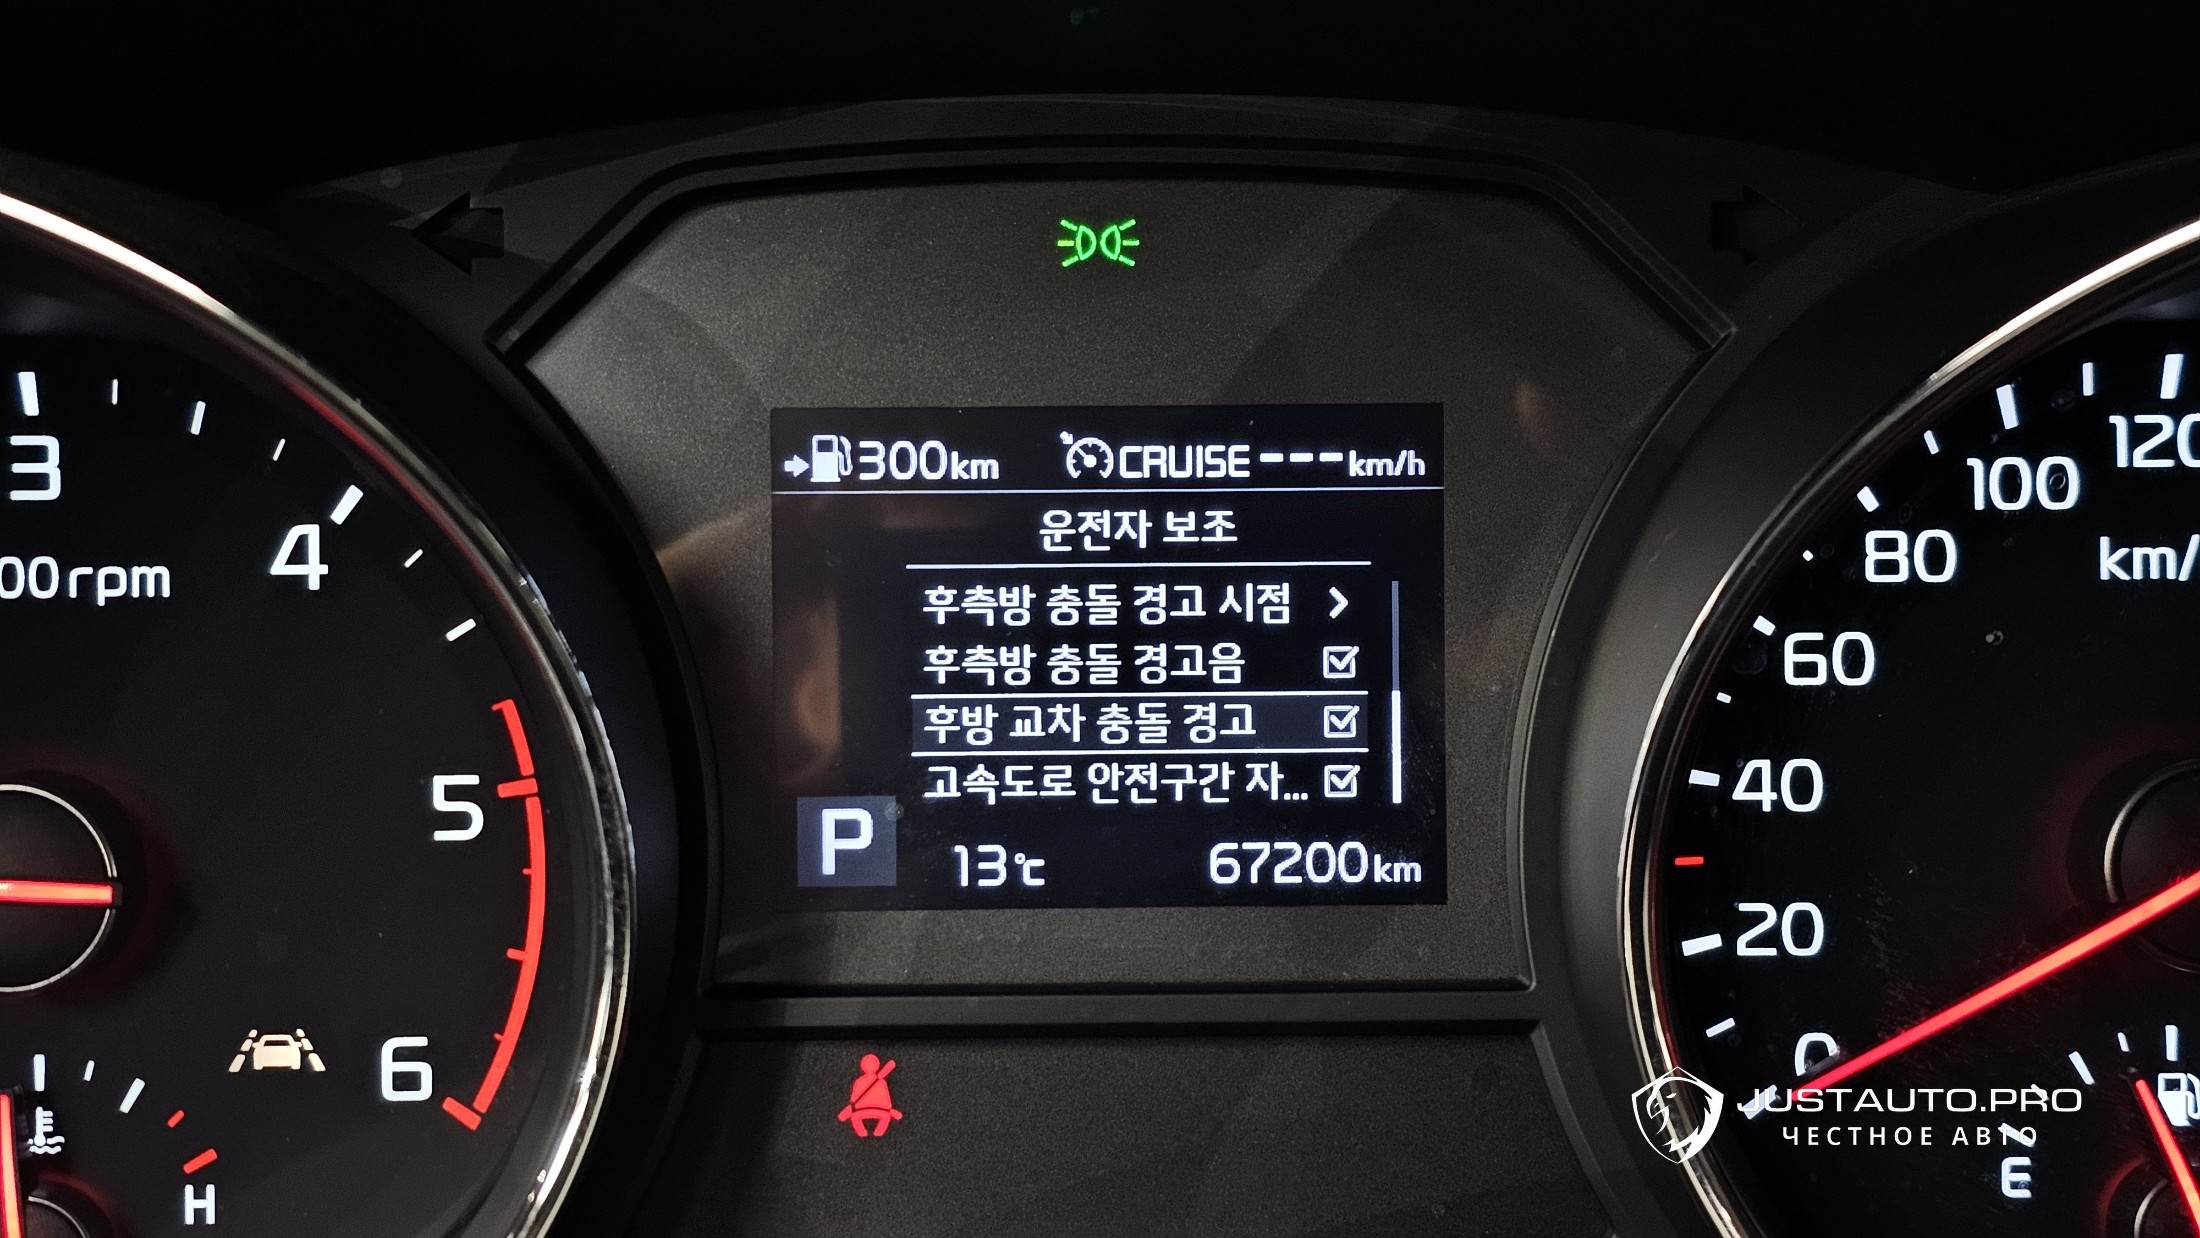 300km CRUISE ---km/h
운전자 보조
후측방 충돌 경고 시점
후측방 충돌 경고음
후방 교차 충돌 경고
고속도로 안전구간 자...
P 13℃ 67200km
3
4
00rpm
5
6
H
120
100
80
km/
60
40
20
0
E
JUSTAUTO.PRO
ЧЕСТНОЕ АВТО